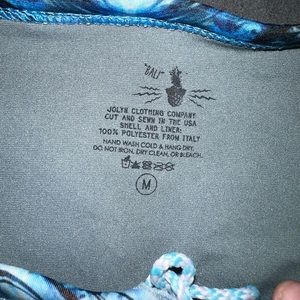 "BALI"
JOLYN CLOTHING COMPANY
CUT AND SEWN IN THE USA
SHELL AND LINER:
100% POLYESTER FROM ITALY
HAND WASH COLD & HANG DRY.
DO NOT IRON, DRY CLEAN, OR BLEACH.
M